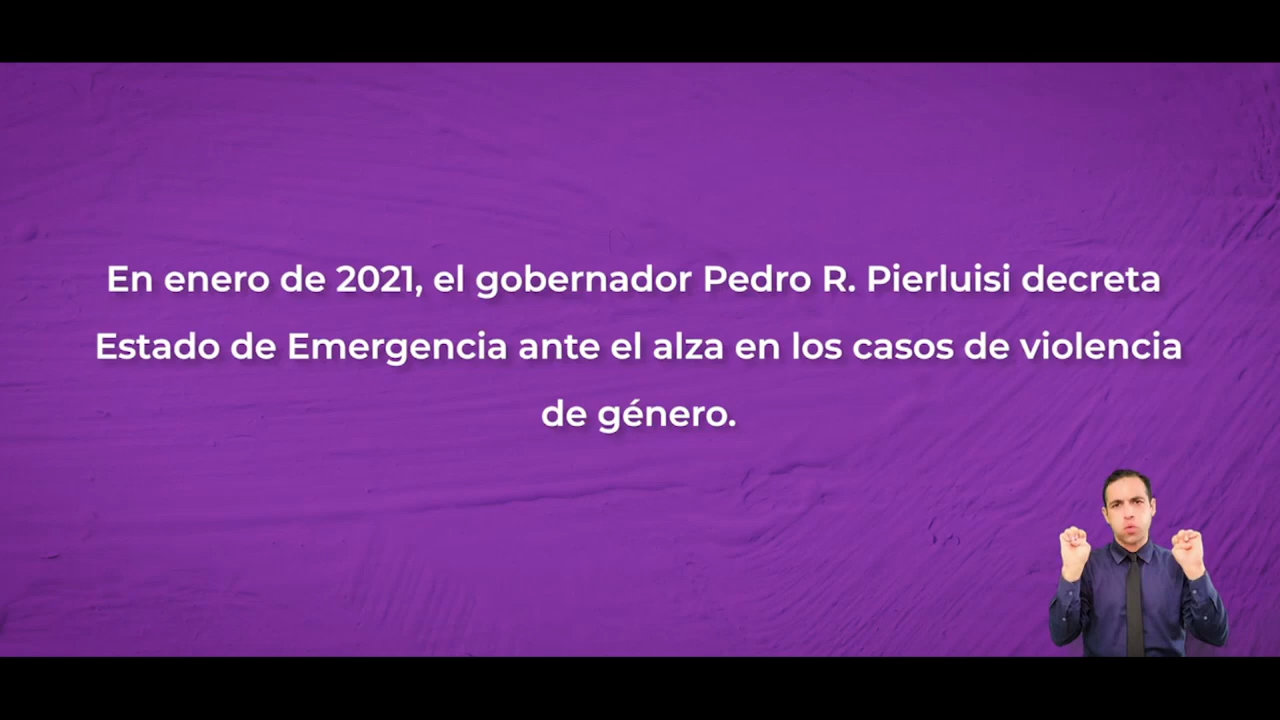 En enero de 2021, el gobernador Pedro R. Pierluisi decreta
Estado de Emergencia ante el alza en los casos de violencia
de género.